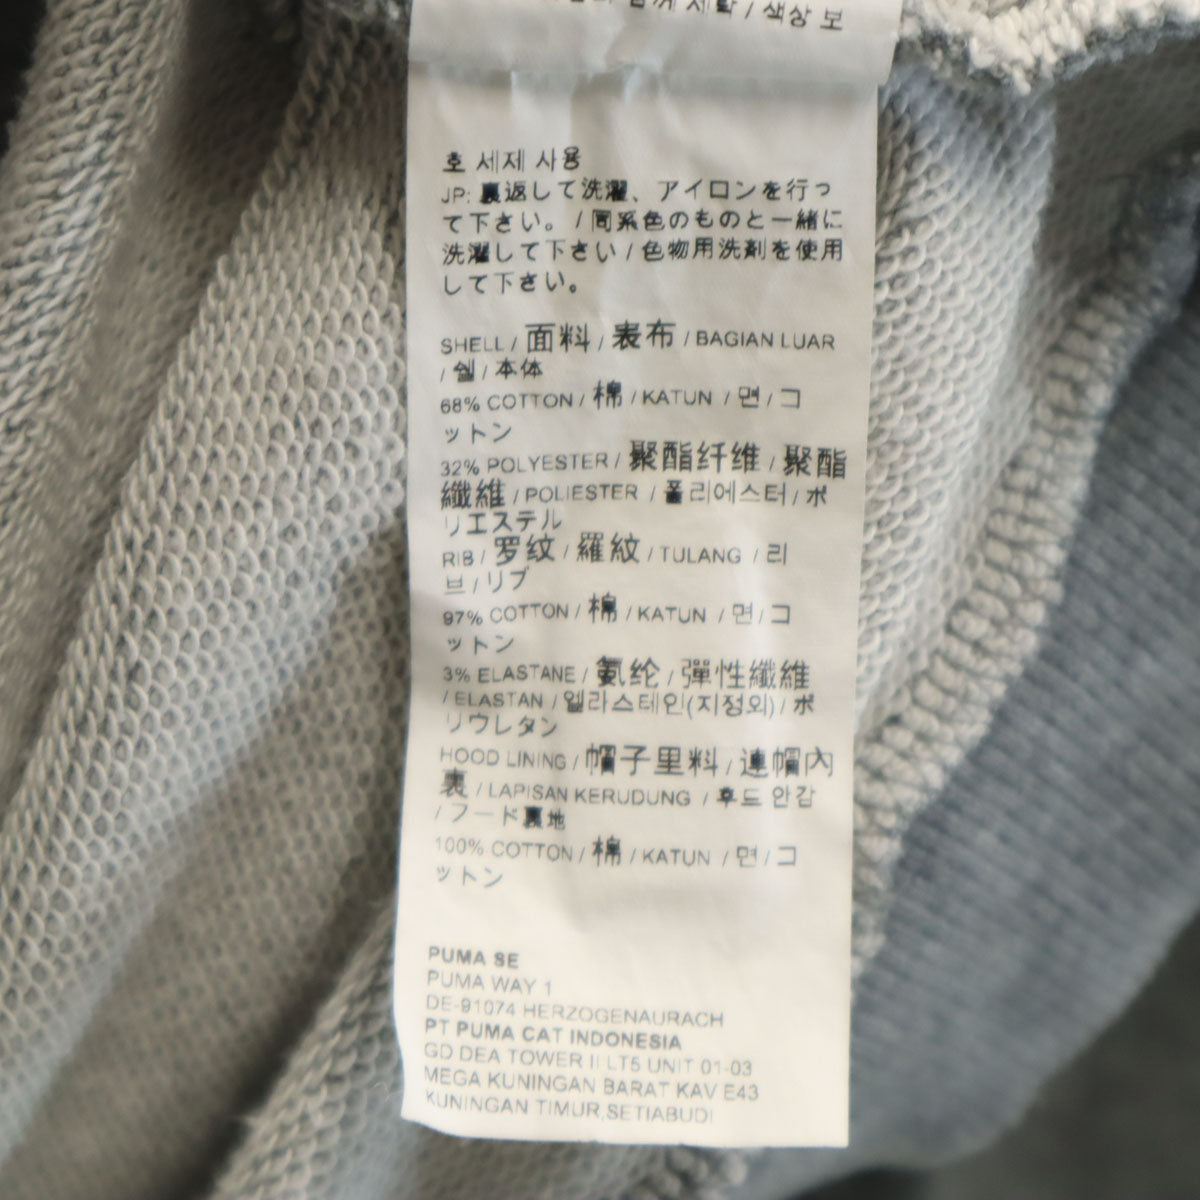 함께 세탁 / 색상 보
호 세제 사용
JP: 裏返して洗濯、アイロンを行っ
て下さい。 / 同系色のものと一緒に
洗濯して下さい / 色物用洗剤を使用
して下さい。
SHELL / 面料 / 表布 / BAGIAN LUAR
/ 쉘 / 本体
68% COTTON / 棉 / KATUN / 면 / コ
ットン
32% POLYESTER / 聚酯纤维 / 聚酯
纖維 / POLIESTER / 폴리에스터 / ポ
リエステル
RIB / 罗纹 / 羅紋 / TULANG / 리
브 / リブ
97% COTTON / 棉 / KATUN / 면 / コ
ットン
3% ELASTANE / 氨纶 / 彈性纖維
/ ELASTAN / 엘라스테인(지정외) / ポ
リウレタン
HOOD LINING / 帽子里料 / 連帽內
裏 / LAPISAN KERUDUNG / 후드 안감
/ フード裏地
100% COTTON / 棉 / KATUN / 면 / コ
ットン
PUMA SE
PUMA WAY 1
DE-91074 HERZOGENAURACH
PT PUMA CAT INDONESIA
GD DEA TOWER II LT5 UNIT 01-03
MEGA KUNINGAN BARAT KAV E43
KUNINGAN TIMUR,SETIABUDI